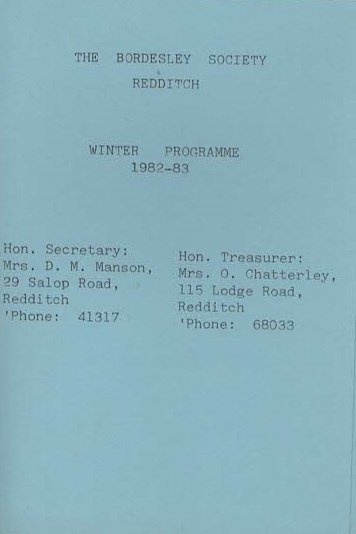 THE BORDESLEY SOCIETY
REDDITCH
WINTER PROGRAMME
1982-83
Hon. Secretary:
Mrs. D. M. Manson,
29 Salop Road,
Redditch
'Phone: 41317
Hon. Treasurer:
Mrs. O. Chatterley,
115 Lodge Road,
Redditch
'Phone: 68033